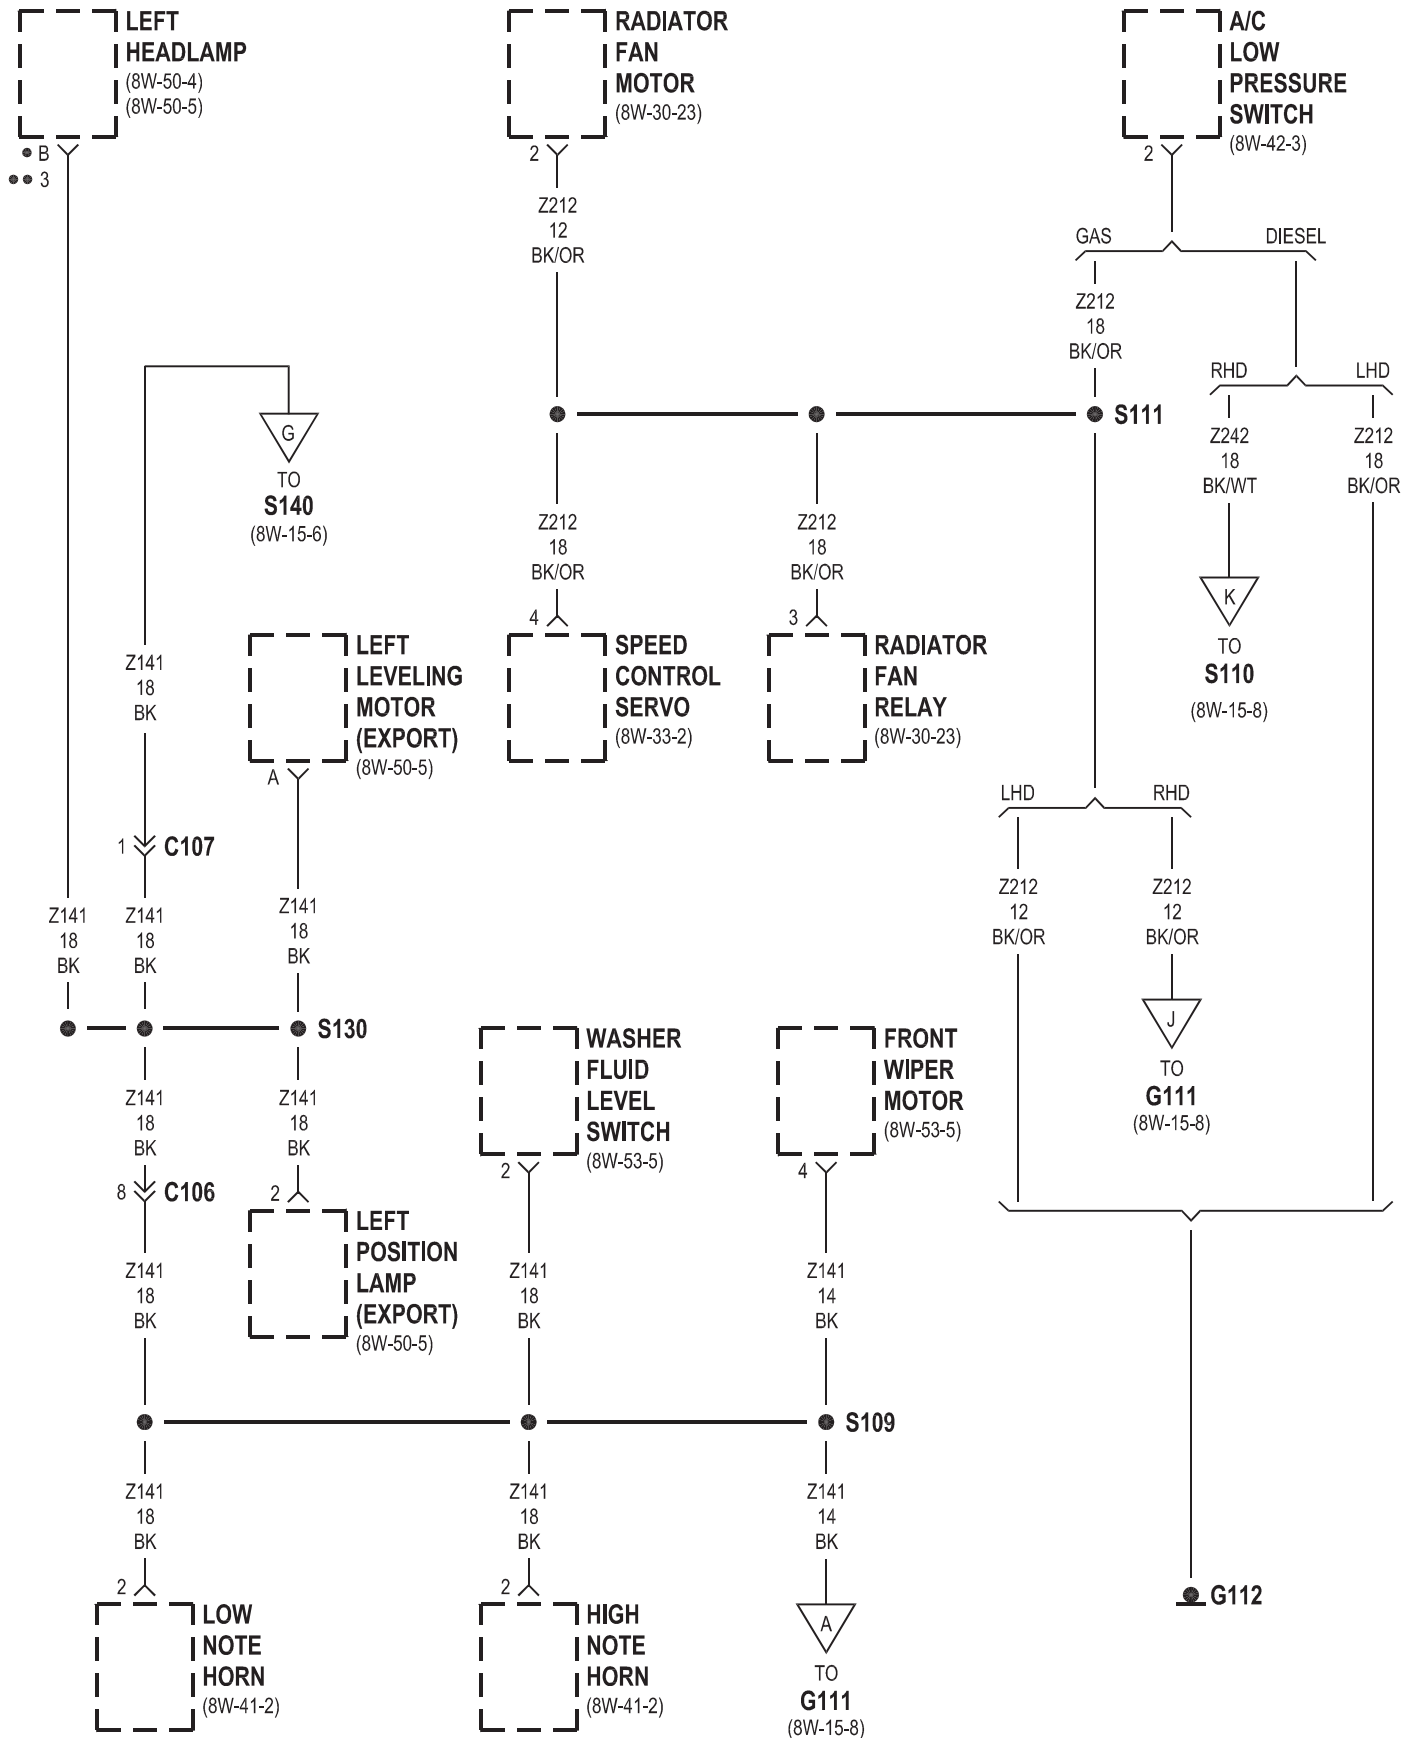 LEFT
HEADLAMP
(8W-50-4)
(8W-50-5)
B
3
RADIATOR
FAN
MOTOR
(8W-30-23)
2
A/C
LOW
PRESSURE
SWITCH
(8W-42-3)
2
Z212
12
BK/OR
GAS
DIESEL
Z212
18
BK/OR
RHD
LHD
S111
Z242
18
BK/WT
Z212
18
BK/OR
G
TO
S140
(8W-15-6)
Z212
18
BK/OR
Z212
18
BK/OR
K
TO
S110
(8W-15-8)
4
SPEED
CONTROL
SERVO
(8W-33-2)
3
RADIATOR
FAN
RELAY
(8W-30-23)
Z141
18
BK
LEFT
LEVELING
MOTOR
(EXPORT)
(8W-50-5)
A
LHD
RHD
1
C107
Z212
12
BK/OR
Z212
12
BK/OR
Z141
18
BK
Z141
18
BK
Z141
18
BK
J
TO
G111
(8W-15-8)
S130
WASHER
FLUID
LEVEL
SWITCH
(8W-53-5)
2
FRONT
WIPER
MOTOR
(8W-53-5)
4
Z141
18
BK
Z141
18
BK
8
C106
2
LEFT
POSITION
LAMP
(EXPORT)
(8W-50-5)
Z141
18
BK
Z141
18
BK
Z141
14
BK
S109
Z141
18
BK
Z141
18
BK
Z141
14
BK
2
LOW
NOTE
HORN
(8W-41-2)
2
HIGH
NOTE
HORN
(8W-41-2)
A
TO
G111
(8W-15-8)
G112